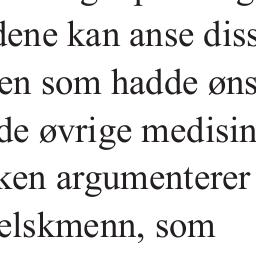 dene kan anse diss
en som hadde øns
de øvrige medisin
ken argumenterer
elskmenn, som